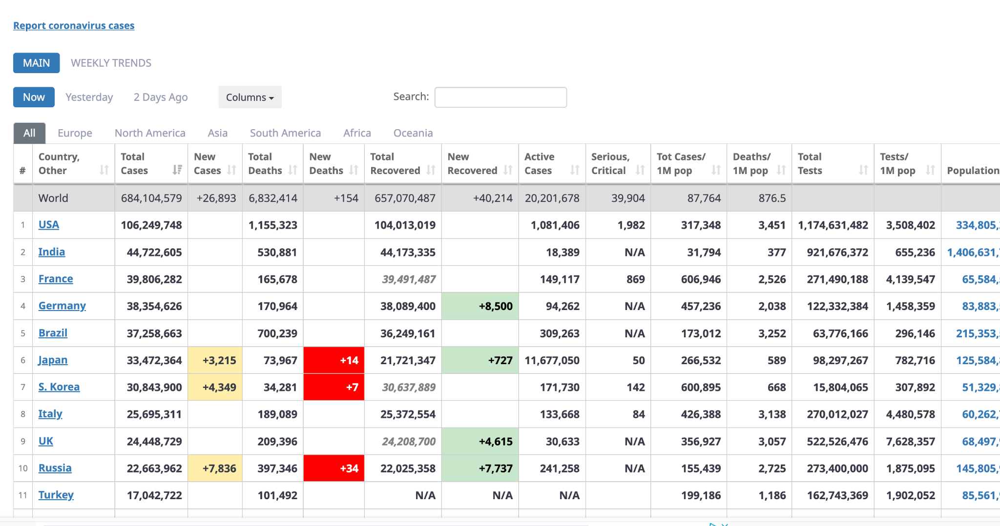 Report coronavirus cases
MAIN WEEKLY TRENDS
Now Yesterday 2 Days Ago Columns Search:
All Europe North America Asia South America Africa Oceania
# Country, Other Total Cases New Cases Total Deaths New Deaths Total Recovered New Recovered Active Cases Serious, Critical Tot Cases/ 1M pop Deaths/ 1M pop Total Tests Tests/ 1M pop Population
World 684,104,579 +26,893 6,832,414 +154 657,070,487 +40,214 20,201,678 39,904 87,764 876.5
1 USA 106,249,748 1,155,323 104,013,019 1,081,406 1,982 317,348 3,451 1,174,631,482 3,508,402 334,805,
2 India 44,722,605 530,881 44,173,335 18,389 N/A 31,794 377 921,676,372 655,236 1,406,631,
3 France 39,806,282 165,678 39,491,487 149,117 869 606,946 2,526 271,490,188 4,139,547 65,584,
4 Germany 38,354,626 170,964 38,089,400 +8,500 94,262 N/A 457,236 2,038 122,332,384 1,458,359 83,883,
5 Brazil 37,258,663 700,239 36,249,161 309,263 N/A 173,012 3,252 63,776,166 296,146 215,353,
6 Japan 33,472,364 +3,215 73,967 +14 21,721,347 +727 11,677,050 50 266,532 589 98,297,267 782,716 125,584,
7 S. Korea 30,843,900 +4,349 34,281 +7 30,637,889 171,730 142 600,895 668 15,804,065 307,892 51,329,
8 Italy 25,695,311 189,089 25,372,554 133,668 84 426,388 3,138 270,012,027 4,480,578 60,262,
9 UK 24,448,729 209,396 24,208,700 +4,615 30,633 N/A 356,927 3,057 522,526,476 7,628,357 68,497,
10 Russia 22,663,962 +7,836 397,346 +34 22,025,358 +7,737 241,258 N/A 155,439 2,725 273,400,000 1,875,095 145,805,
11 Turkey 17,042,722 101,492 N/A N/A N/A 199,186 1,186 162,743,369 1,902,052 85,561,